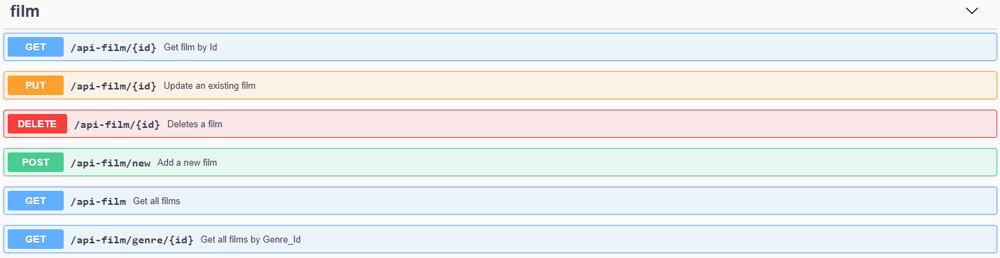 film
GET /api-film/{id} Get film by Id
PUT /api-film/{id} Update an existing film
DELETE /api-film/{id} Deletes a film
POST /api-film/new Add a new film
GET /api-film Get all films
GET /api-film/genre/{id} Get all films by Genre_Id